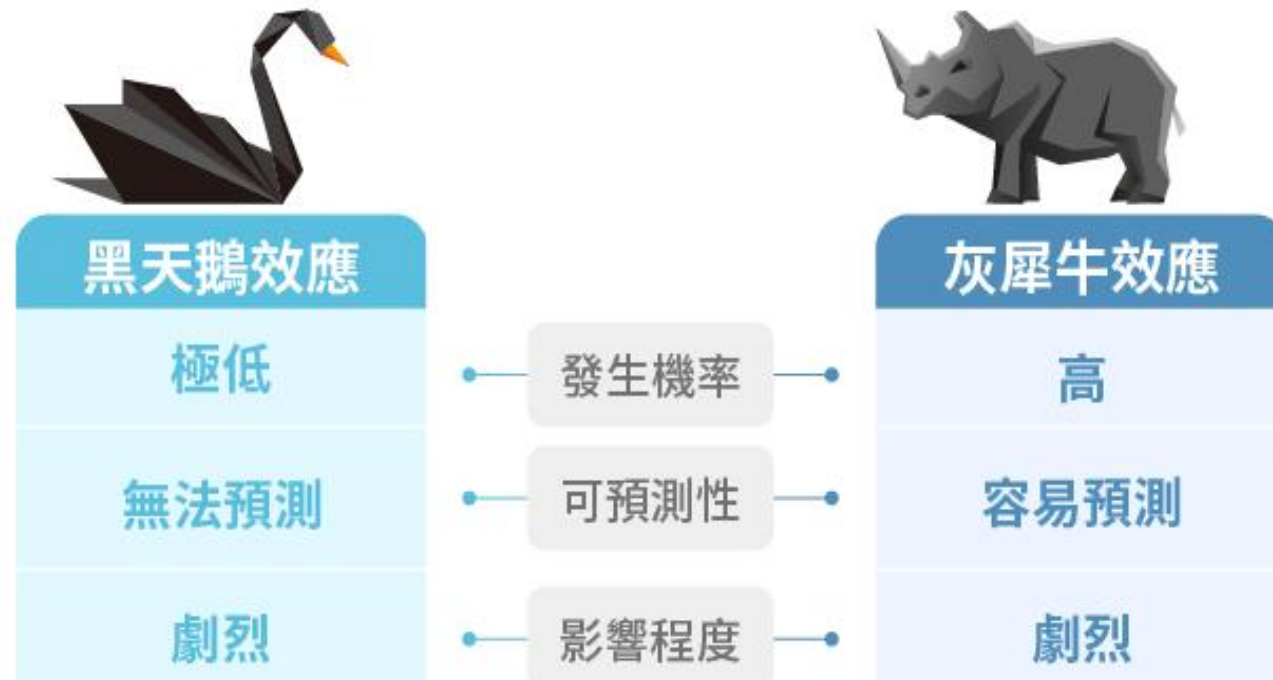 黑天鵝效應
灰犀牛效應
極低
發生機率
高
無法預測
可預測性
容易預測
劇烈
影響程度
劇烈